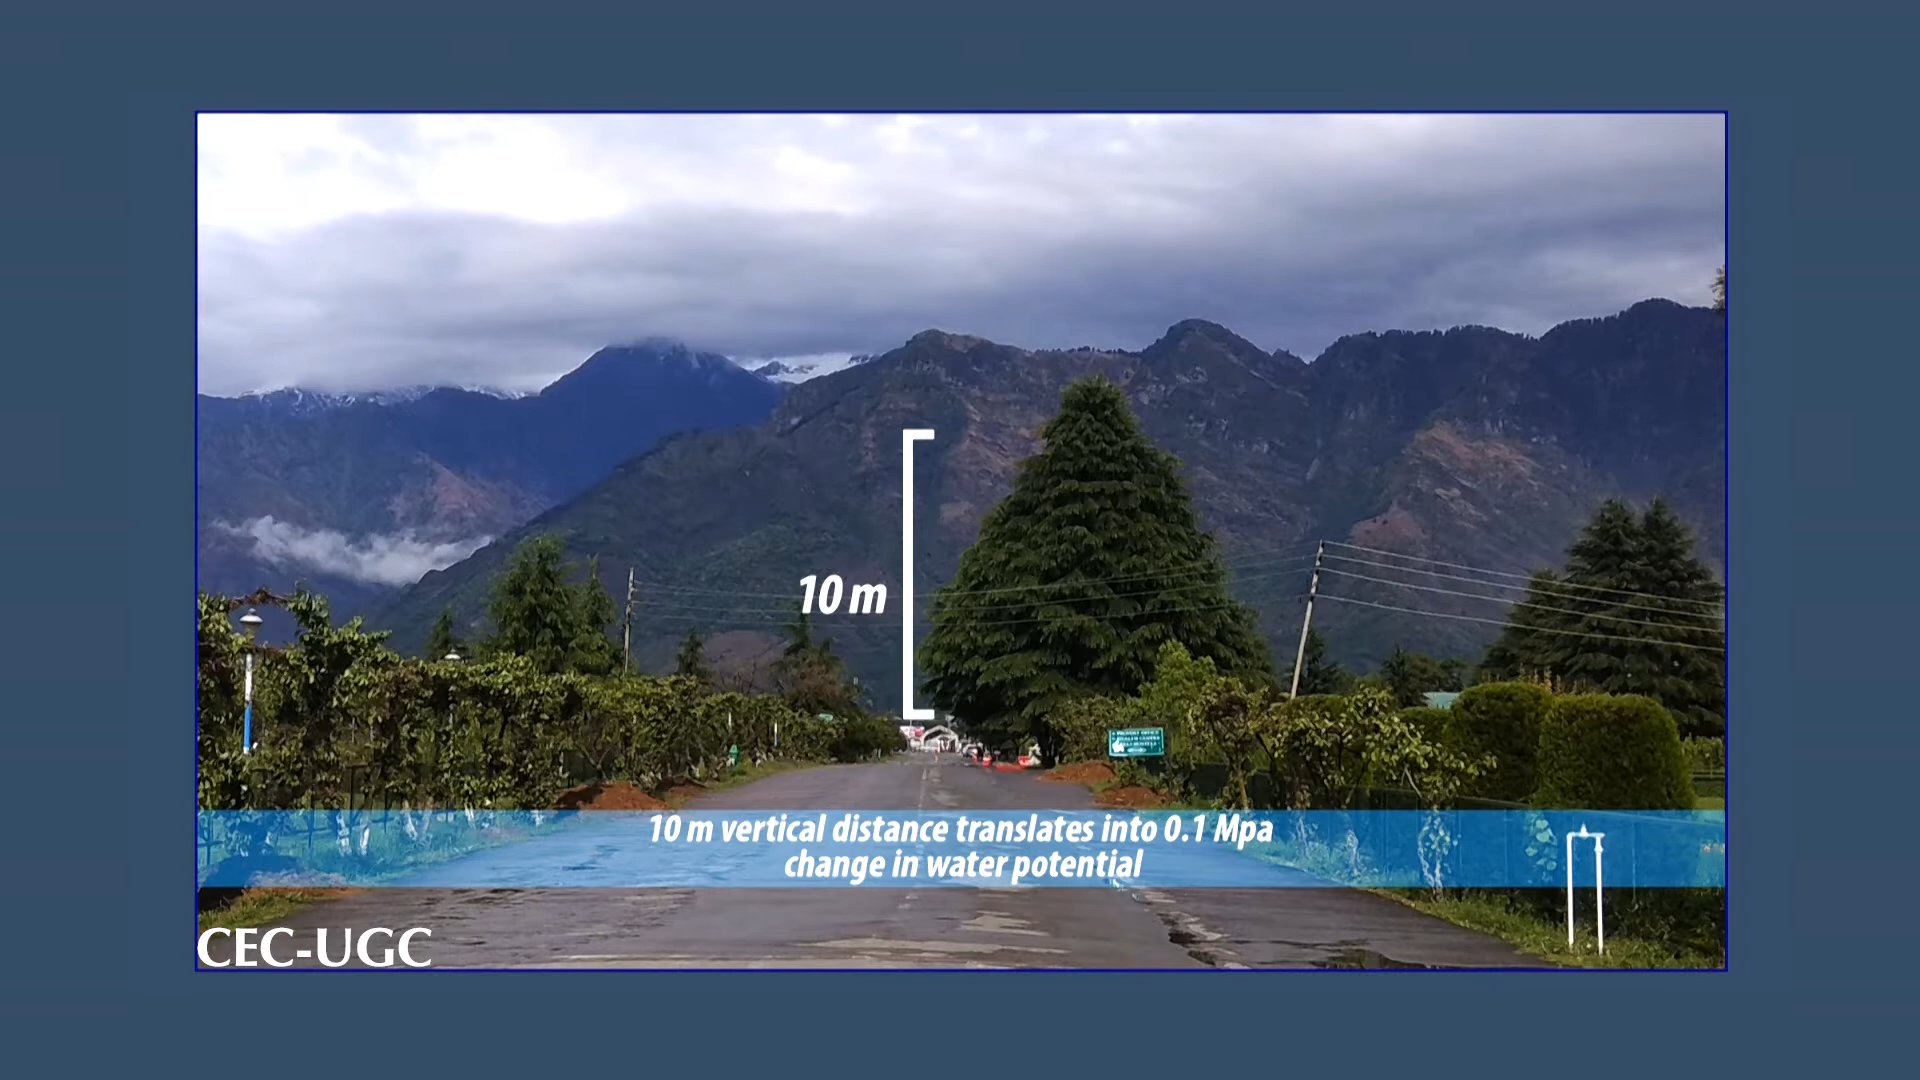 10 m
10 m vertical distance translates into 0.1 Mpa
change in water potential
CEC-UGC